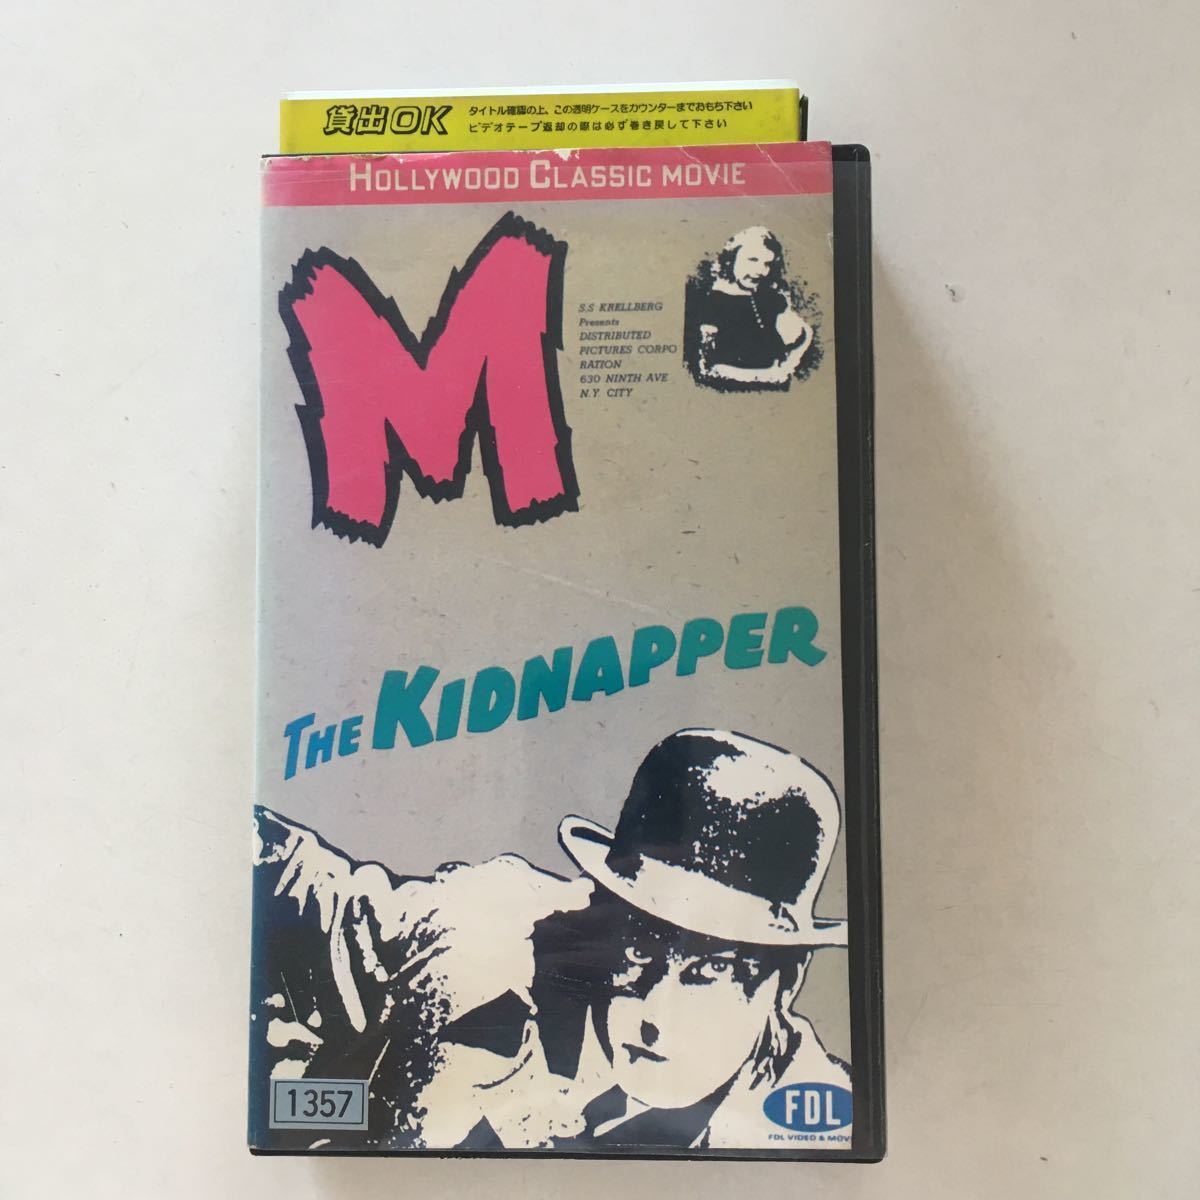 貸出OK
タイトル確認の上、この透明ケースをカウンターまでおもち下さい
ビデオテープ返却の際は必ず巻き戻して下さい
HOLLYWOOD CLASSIC MOVIE
M
S.S KRELLBERG
Presents
DISTRIBUTED
PICTURES CORPO
RATION
630 NINTH AVE
N.Y. CITY
THE KIDNAPPER
1357
FDL
FDL VIDEO & MOVI